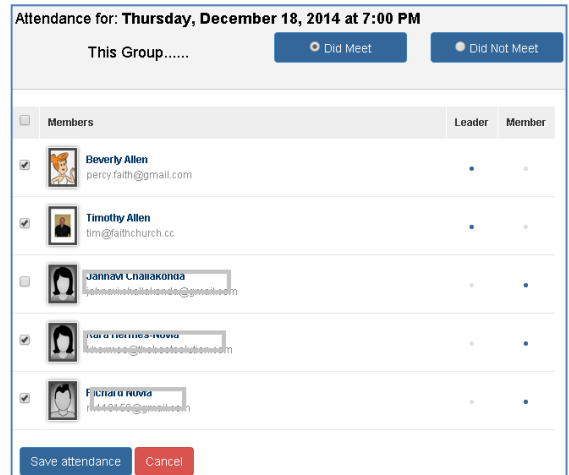 Attendance for: Thursday, December 18, 2014 at 7:00 PM
This Group......
Did Meet
Did Not Meet
Members Leader Member
Beverly Allen
percy.faith@gmail.com
Timothy Allen
tim@faithchurch.cc
Save attendance Cancel